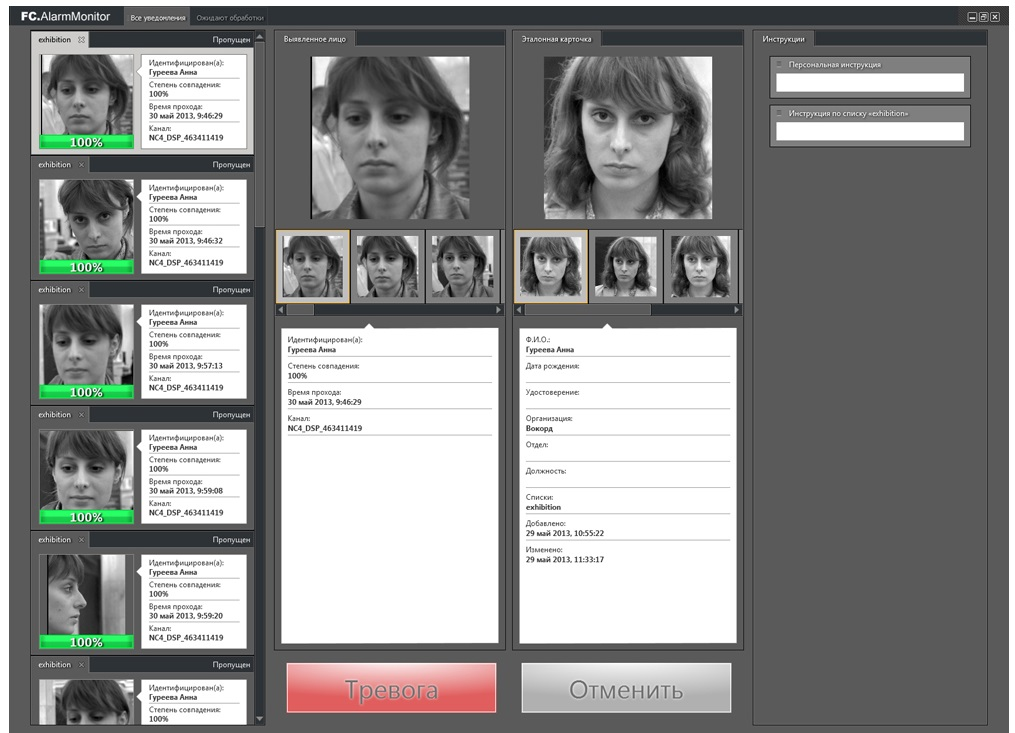 FC.AlarmMonitor
Все уведомления
Ожидают обработки
exhibition
Пропущен
Идентифицирован(а):
Гуреева Анна
Степень совпадения:
100%
Время прохода:
30 май 2013, 9:46:29
Канал:
NC4_DSP_463411419
100%
exhibition
Пропущен
Идентифицирован(а):
Гуреева Анна
Степень совпадения:
100%
Время прохода:
30 май 2013, 9:46:32
Канал:
NC4_DSP_463411419
100%
exhibition
Пропущен
Идентифицирован(а):
Гуреева Анна
Степень совпадения:
100%
Время прохода:
30 май 2013, 9:57:13
Канал:
NC4_DSP_463411419
100%
exhibition
Пропущен
Идентифицирован(а):
Гуреева Анна
Степень совпадения:
100%
Время прохода:
30 май 2013, 9:59:08
Канал:
NC4_DSP_463411419
100%
exhibition
Пропущен
Идентифицирован(а):
Гуреева Анна
Степень совпадения:
100%
Время прохода:
30 май 2013, 9:59:20
Канал:
NC4_DSP_463411419
100%
exhibition
Пропущен
Идентифицирован(а):
Гуреева Анна
Степень совпадения:
100%
Выявленное лицо
Идентифицирован(а):
Гуреева Анна
Степень совпадения:
100%
Время прохода:
30 май 2013, 9:46:29
Канал:
NC4_DSP_463411419
Тревога
Эталонная карточка
Ф.И.О.:
Гуреева Анна
Дата рождения:
Удостоверение:
Организация:
Вокорд
Отдел:
Должность:
Списки:
exhibition
Добавлено:
29 май 2013, 10:55:22
Изменено:
29 май 2013, 11:33:17
Отменить
Инструкции
Персональная инструкция
Инструкция по списку «exhibition»